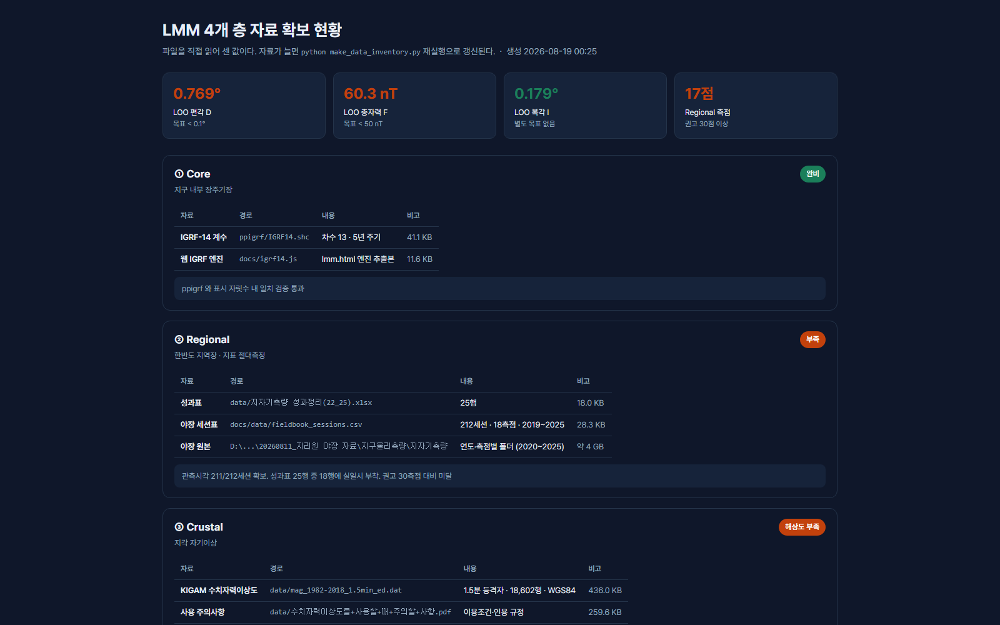 LMM 4개 층 자료 확보 현황
파일을 직접 읽어 센 값이다. 자료가 늘면 python make_data_inventory.py 재실행으로 갱신된다. · 생성 2026-08-19 00:25
0.769°
LOO 편각 D
목표 < 0.1°
60.3 nT
LOO 총자력 F
목표 < 50 nT
0.179°
LOO 복각 I
별도 목표 없음
17점
Regional 측점
권고 30점 이상
① Core
완비
지구 내부 장주기장
자료 경로 내용 비고
IGRF-14 계수 ppigrf/IGRF14.shc 차수 13 · 5년 주기 41.1 KB
웹 IGRF 엔진 docs/igrf14.js lmm.html 엔진 추출본 11.6 KB
ppigrf 와 표시 자릿수 내 일치 검증 통과
② Regional
부족
한반도 지역장 · 지표 절대측정
자료 경로 내용 비고
성과표 data/지자기측량 성과정리(22_25).xlsx 25행 18.0 KB
야장 세션표 docs/data/fieldbook_sessions.csv 212세션 · 18측점 · 2019~2025 28.3 KB
야장 원본 D:\...\20260811_지리원 야장 자료\지구물리측량\지자기측량 연도·측점별 폴더 (2020~2025) 약 4 GB
관측시각 211/212세션 확보. 성과표 25행 중 18행에 실일시 부착. 권고 30측점 대비 미달
③ Crustal
해상도 부족
지각 자기이상
자료 경로 내용 비고
KIGAM 수치자력이상도 data/mag_1982-2018_1.5min_ed.dat 1.5분 등격자 · 18,602행 · WGS84 436.0 KB
사용 주의사항 data/수치자력이상도를+사용할+때+주의할+사항.pdf 이용조건·인용 규정 259.6 KB